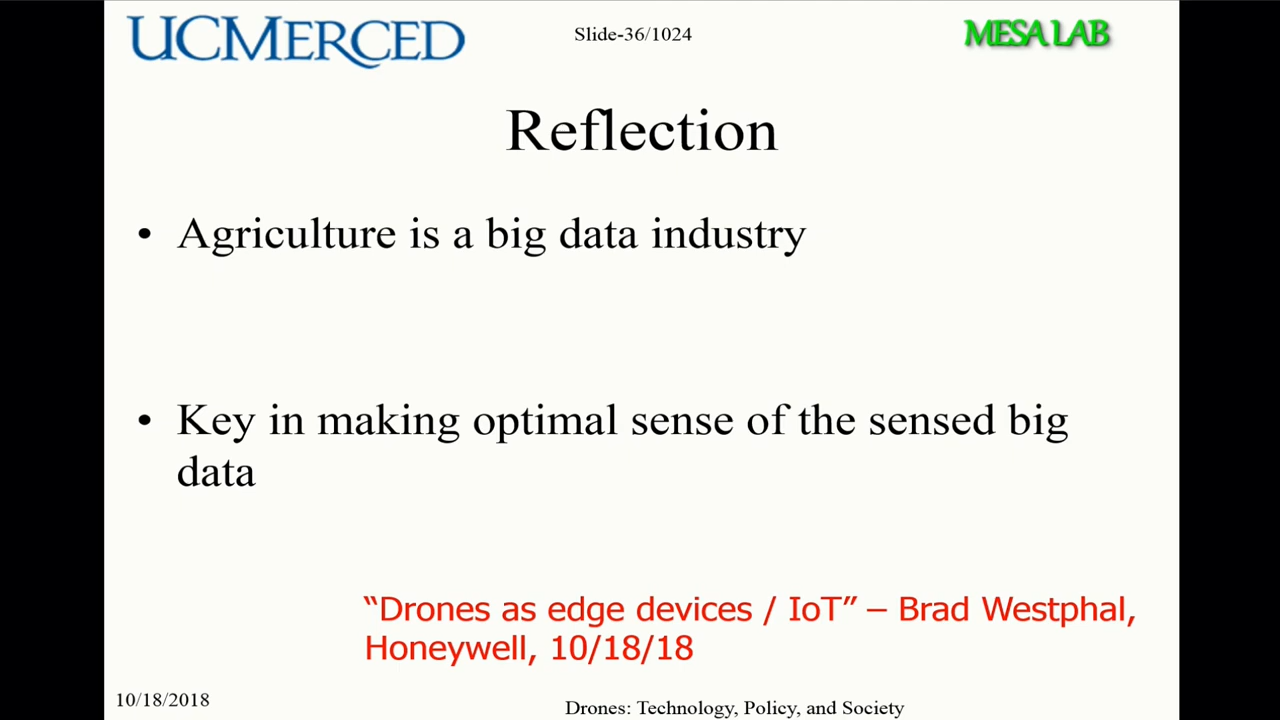 UCMERCED
Slide-36/1024
MESA LAB
Reflection
• Agriculture is a big data industry
• Key in making optimal sense of the sensed big
data
“Drones as edge devices / IoT” – Brad Westphal,
Honeywell, 10/18/18
10/18/2018
Drones: Technology, Policy, and Society